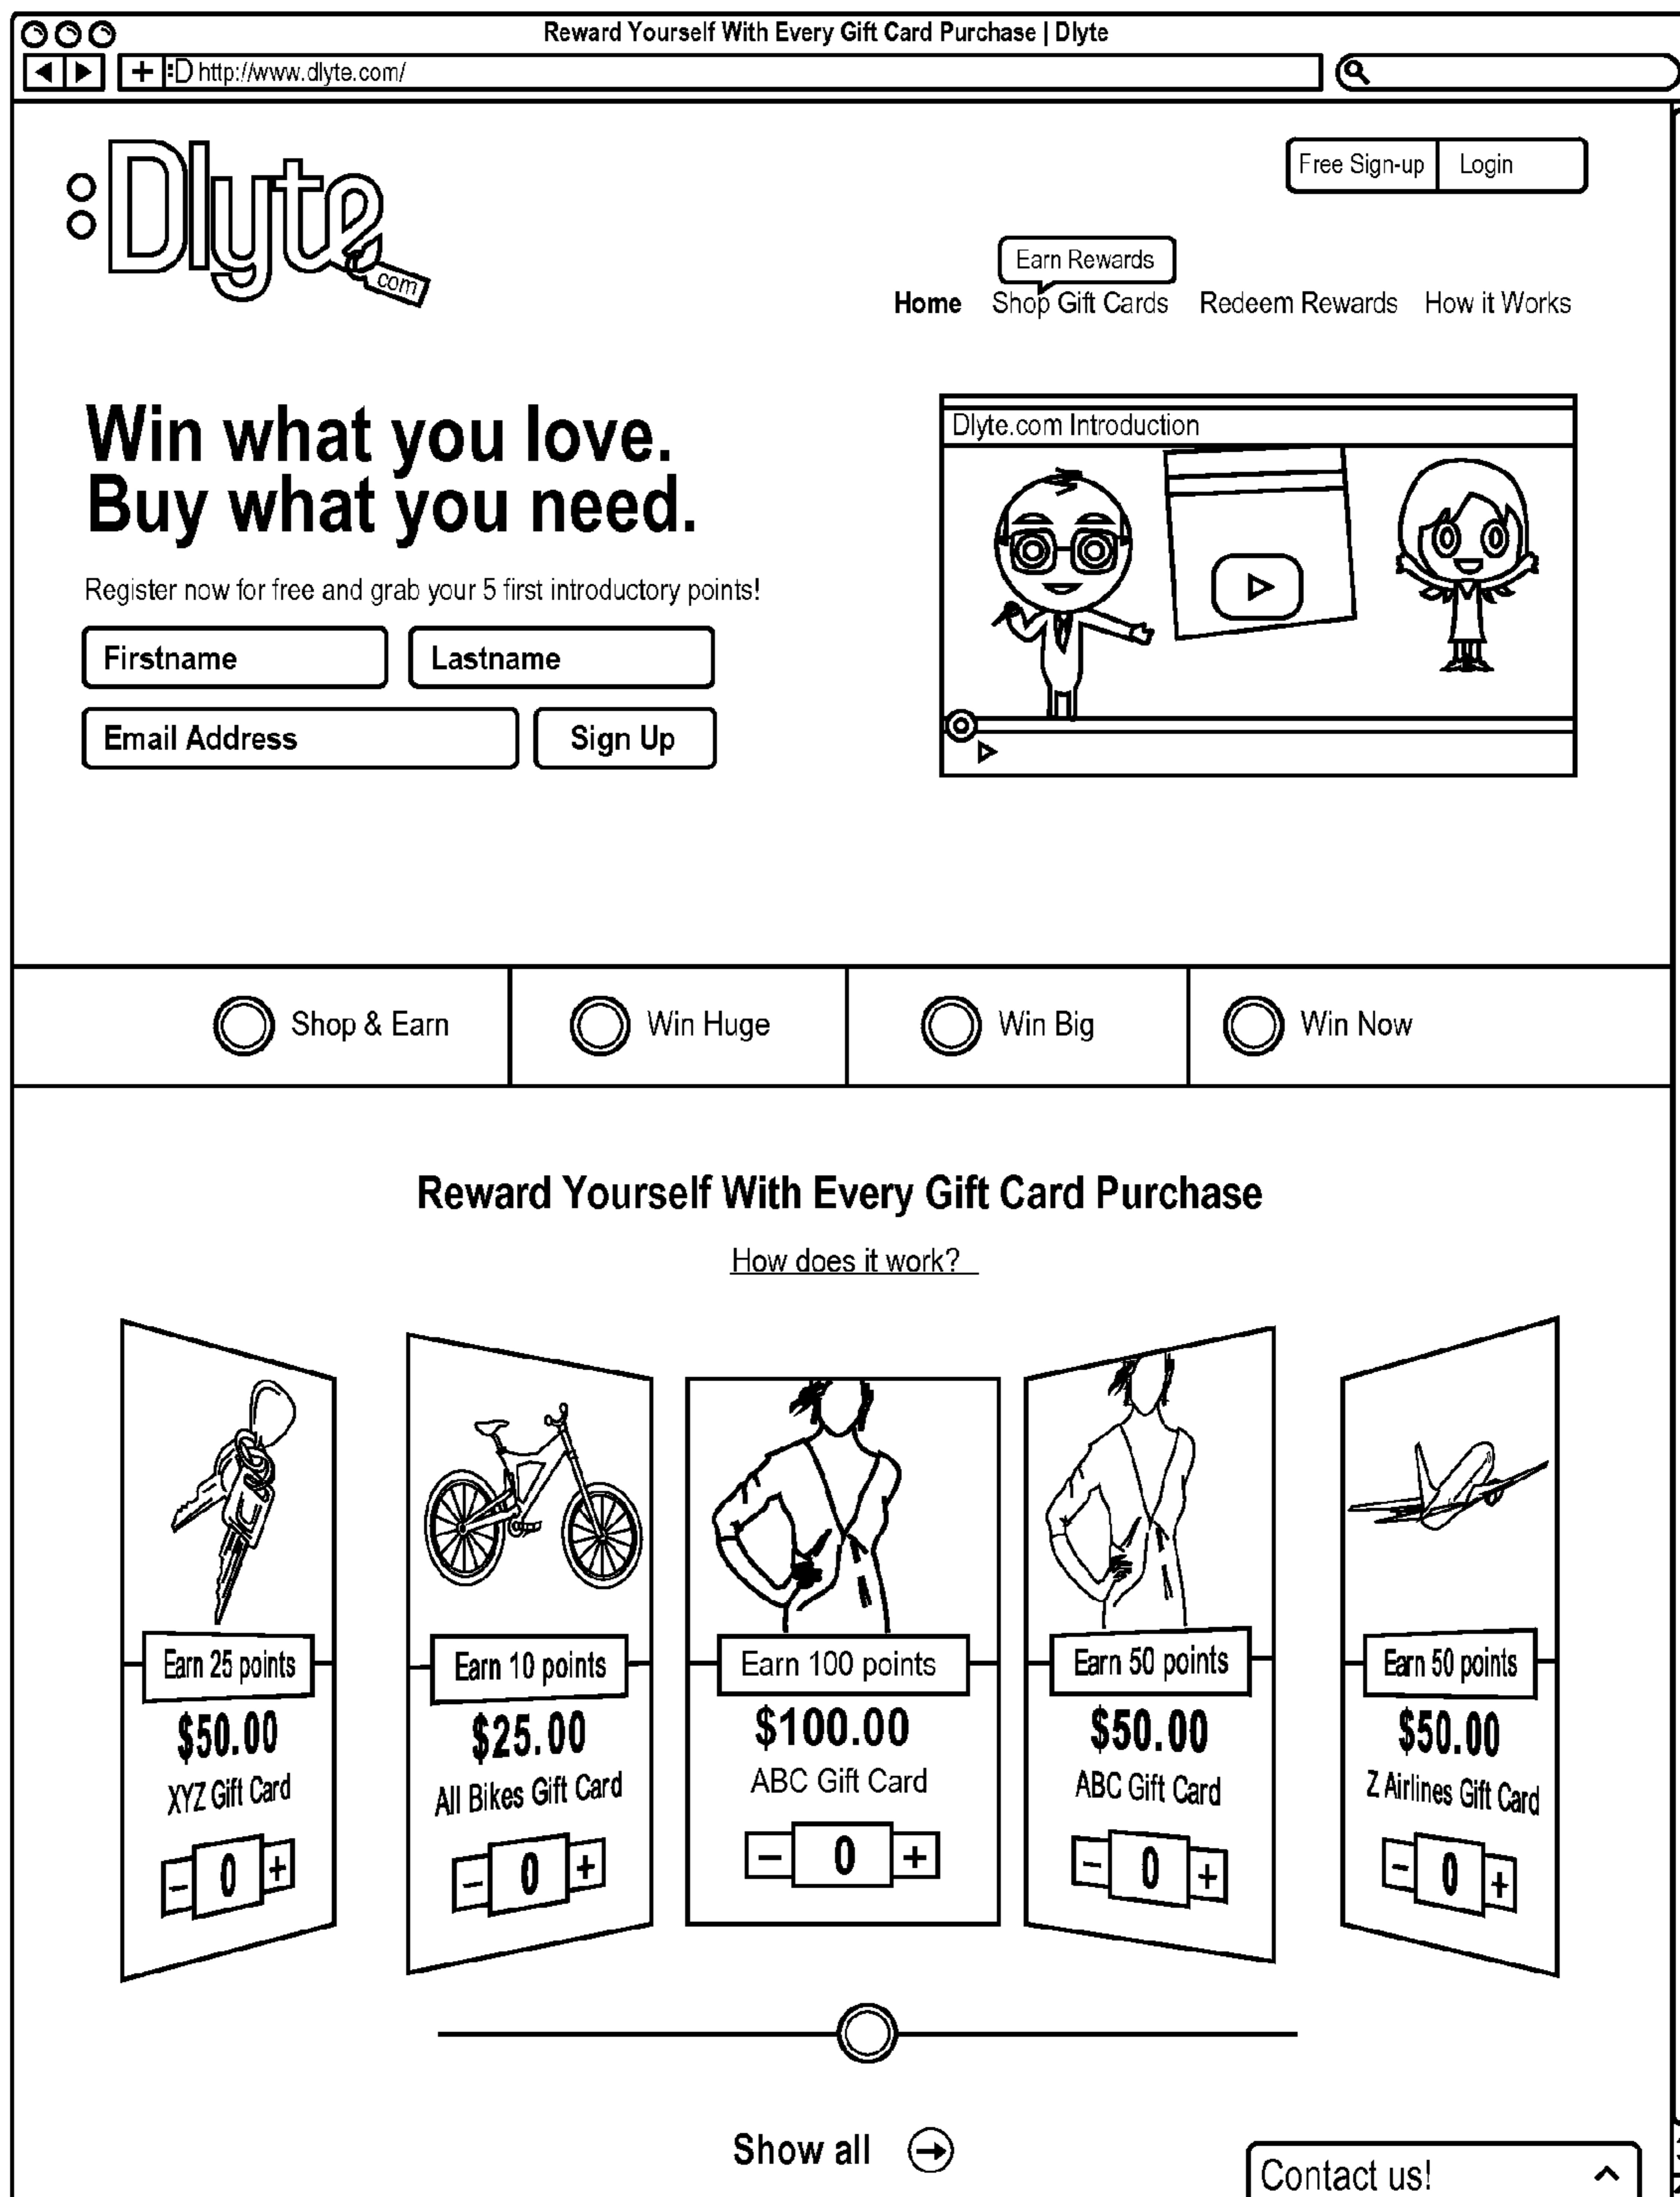 Reward Yourself With Every Gift Card Purchase | Dlyte
:D http://www.dlyte.com/
:Dlyte
com
Free Sign-up Login
Earn Rewards
Home Shop Gift Cards Redeem Rewards How it Works
Win what you love.
Buy what you need.
Register now for free and grab your 5 first introductory points!
Firstname Lastname
Email Address Sign Up
Dlyte.com Introduction
Shop & Earn Win Huge Win Big Win Now
Reward Yourself With Every Gift Card Purchase
How does it work?
Earn 25 points
$50.00
XYZ Gift Card
– 0 +
Earn 10 points
$25.00
All Bikes Gift Card
– 0 +
Earn 100 points
$100.00
ABC Gift Card
– 0 +
Earn 50 points
$50.00
ABC Gift Card
– 0 +
Earn 50 points
$50.00
Z Airlines Gift Card
– 0 +
Show all
Contact us!